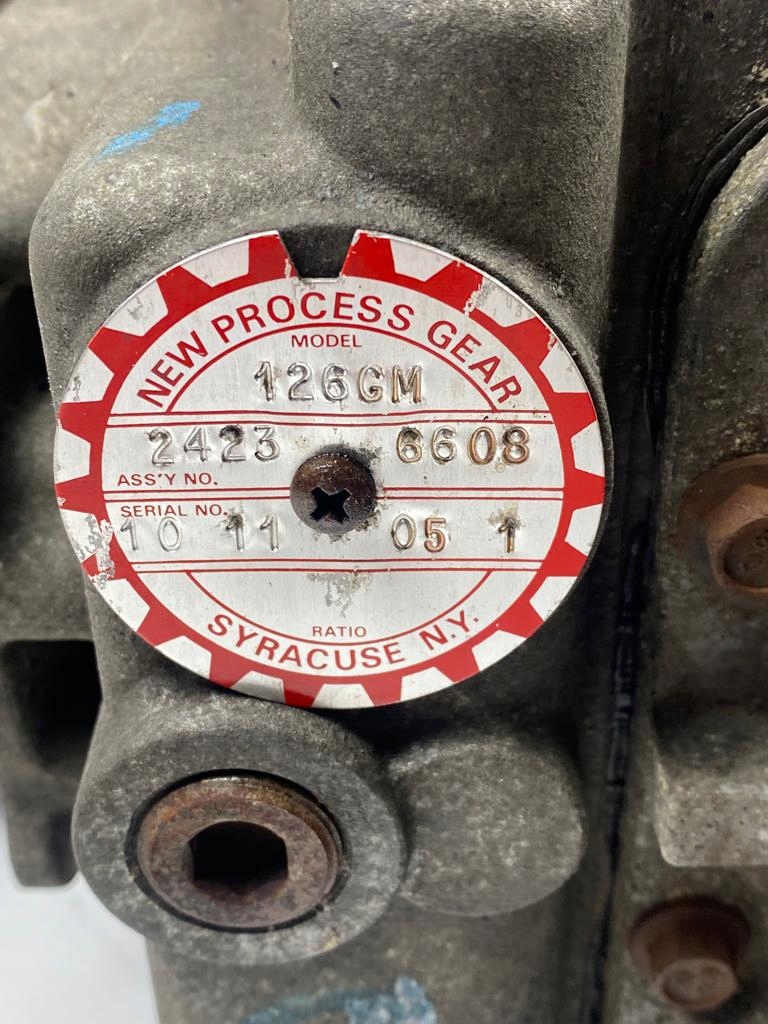 NEW PROCESS GEAR
MODEL
126GM
2423 6608
ASS'Y NO.
SERIAL NO.
10 11 05 1
RATIO
SYRACUSE N.Y.